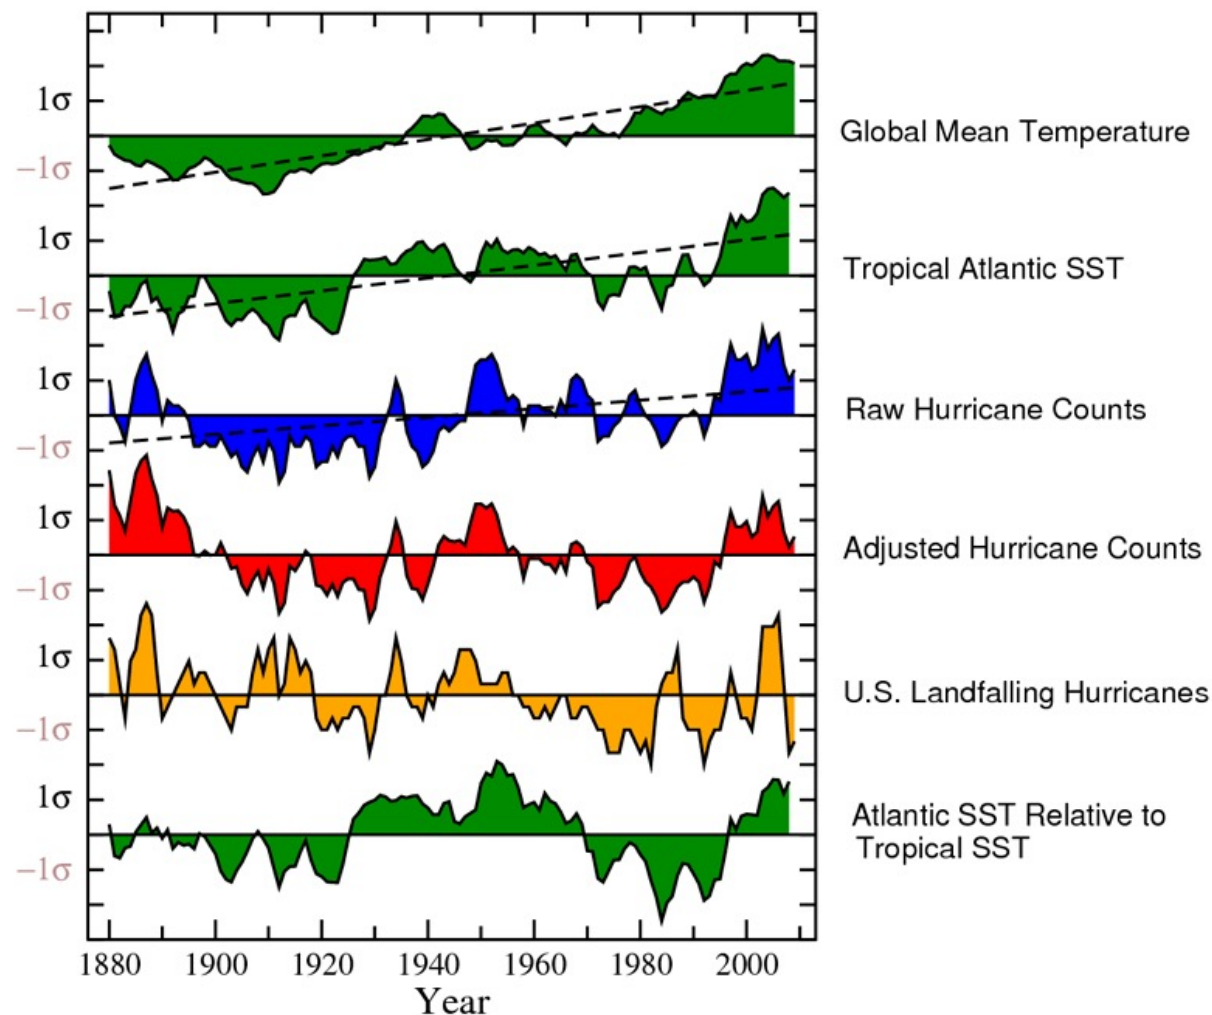 1σ
Global Mean Temperature
−1σ
1σ
Tropical Atlantic SST
−1σ
1σ
Raw Hurricane Counts
−1σ
1σ
Adjusted Hurricane Counts
−1σ
1σ
U.S. Landfalling Hurricanes
−1σ
1σ
Atlantic SST Relative to
Tropical SST
−1σ
1880 1900 1920 1940 1960 1980 2000
Year